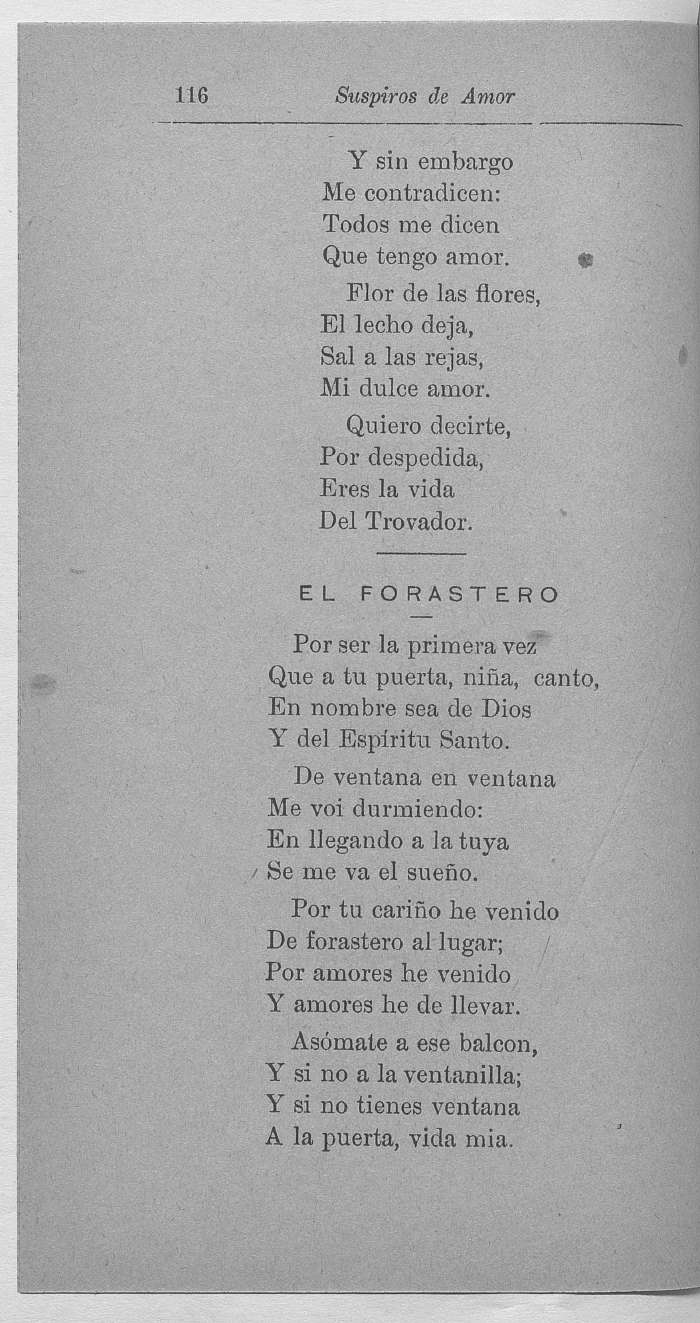 116 Suspiros de Amor
Y sin embargo
Me contradicen:
Todos me dicen
Que tengo amor.
Flor de las flores,
El lecho deja,
Sal a las rejas,
Mi dulce amor.
Quiero decirte,
Por despedida,
Eres la vida
Del Trovador.
EL FORASTERO
Por ser la primera vez
Que a tu puerta, niña, canto,
En nombre sea de Dios
Y del Espíritu Santo.
De ventana en ventana
Me voi durmiendo:
En llegando a la tuya
Se me va el sueño.
Por tu cariño he venido
De forastero al lugar;
Por amores he venido
Y amores he de llevar.
Asómate a ese balcon,
Y si no a la ventanilla;
Y si no tienes ventana
A la puerta, vida mia.